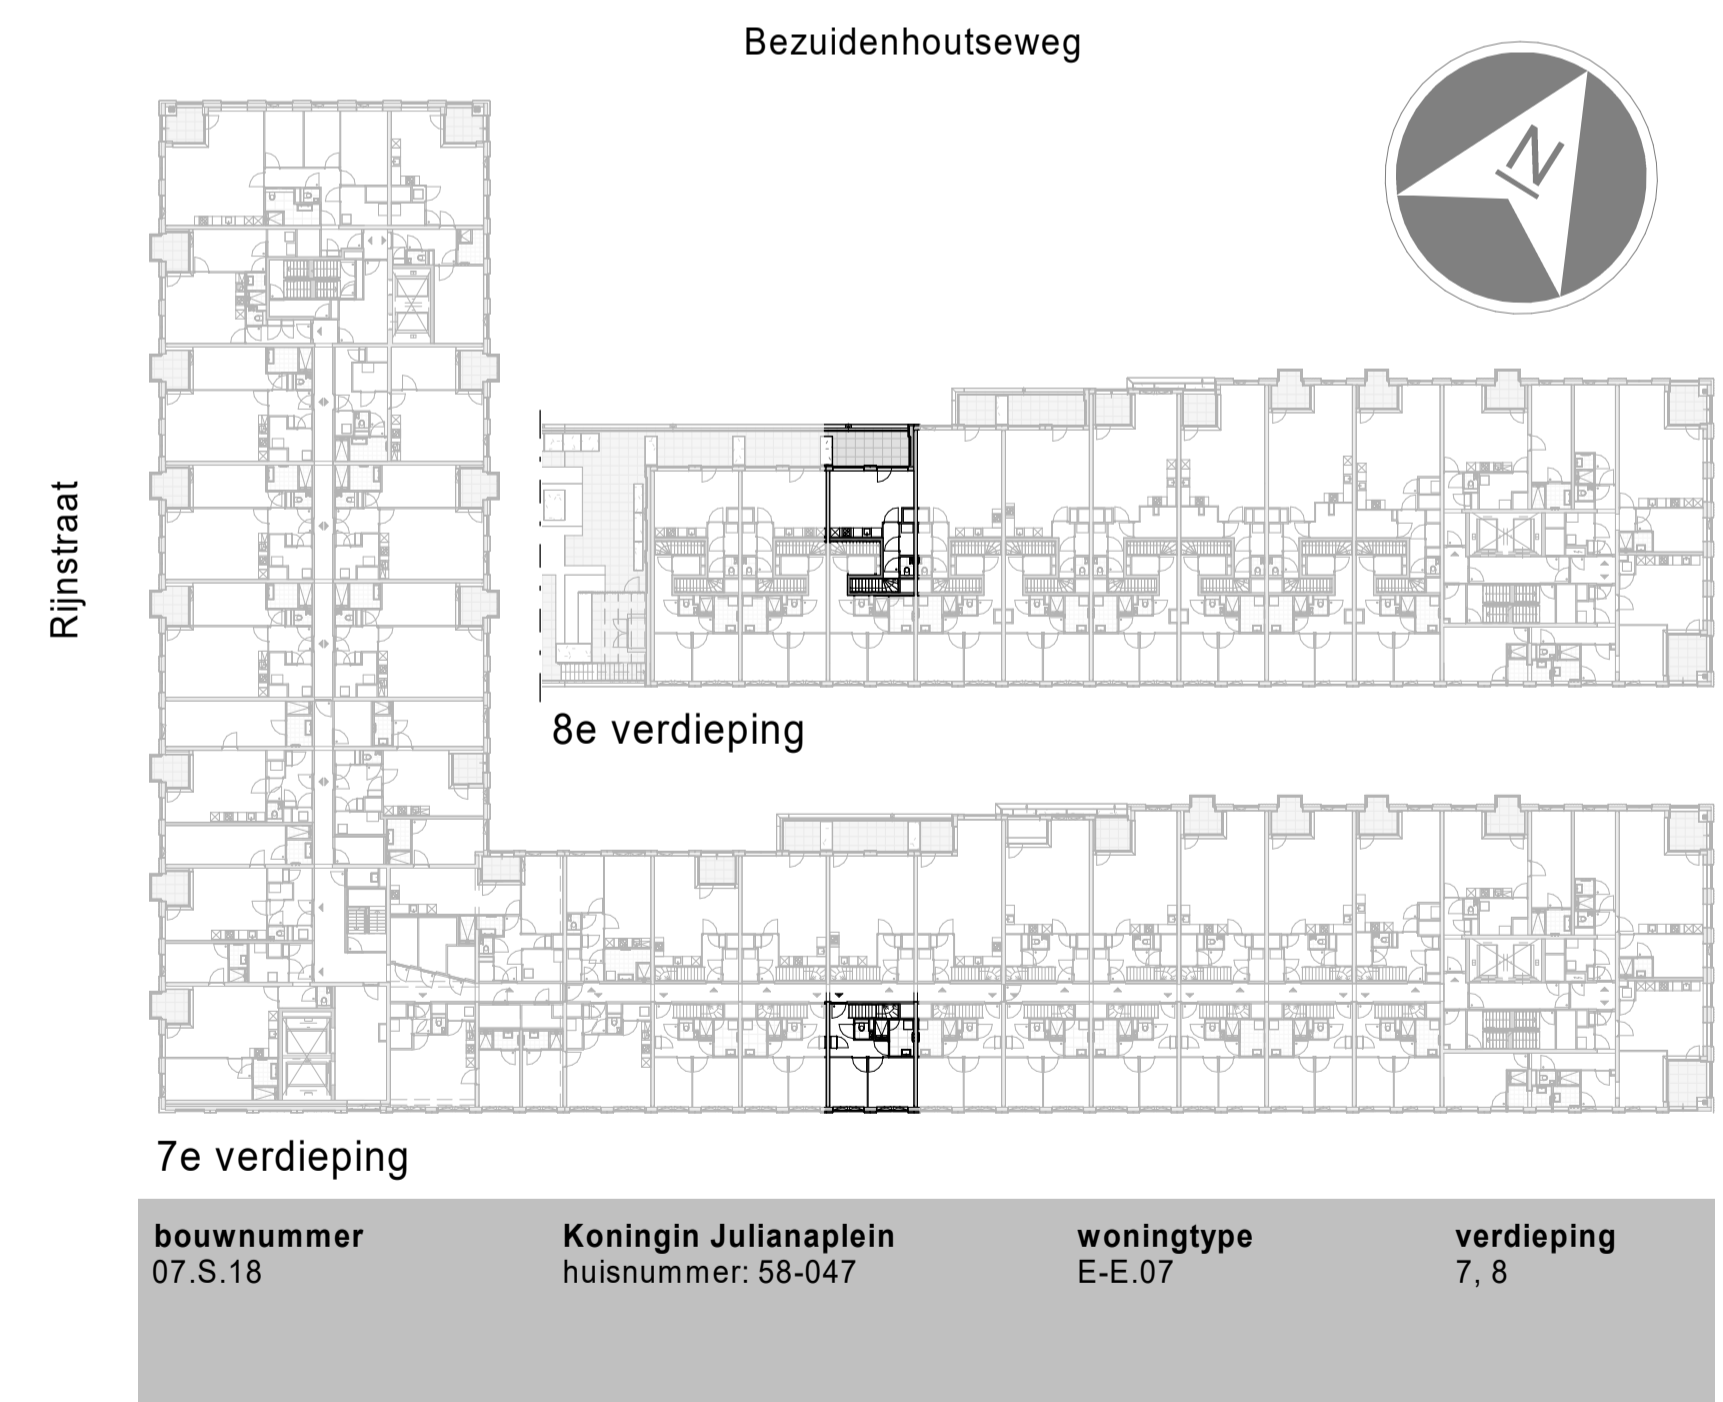 Bezuidenhoutseweg
N
Rijnstraat
8e verdieping
7e verdieping
bouwnummer
07.S.18
Koningin Julianaplein
huisnummer: 58-047
woningtype
E-E.07
verdieping
7, 8